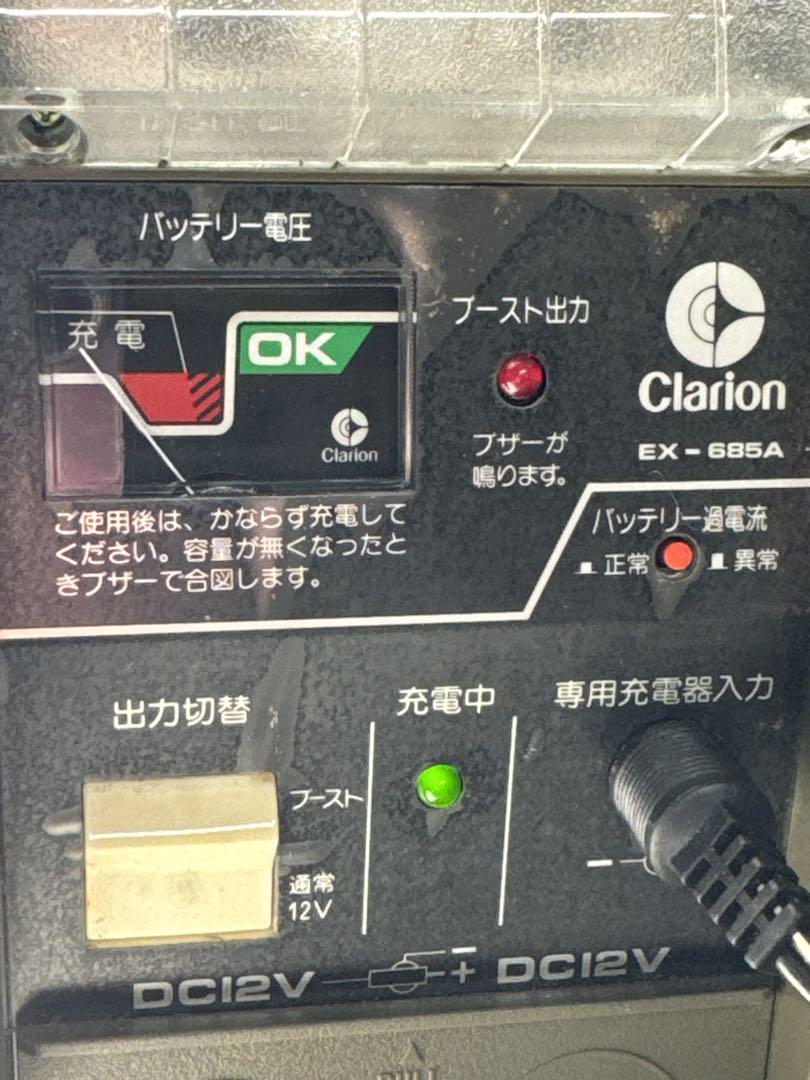 バッテリー電圧
充電
OK
Clarion
ご使用後は、かならず充電して
ください。容量が無くなったと
きブザーで合図します。
ブースト出力
ブザーが
鳴ります。
Clarion
EX-685A
バッテリー過電流
正常
異常
出力切替
ブースト
通常
12V
充電中
専用充電器入力
DC12V
+
DC12V